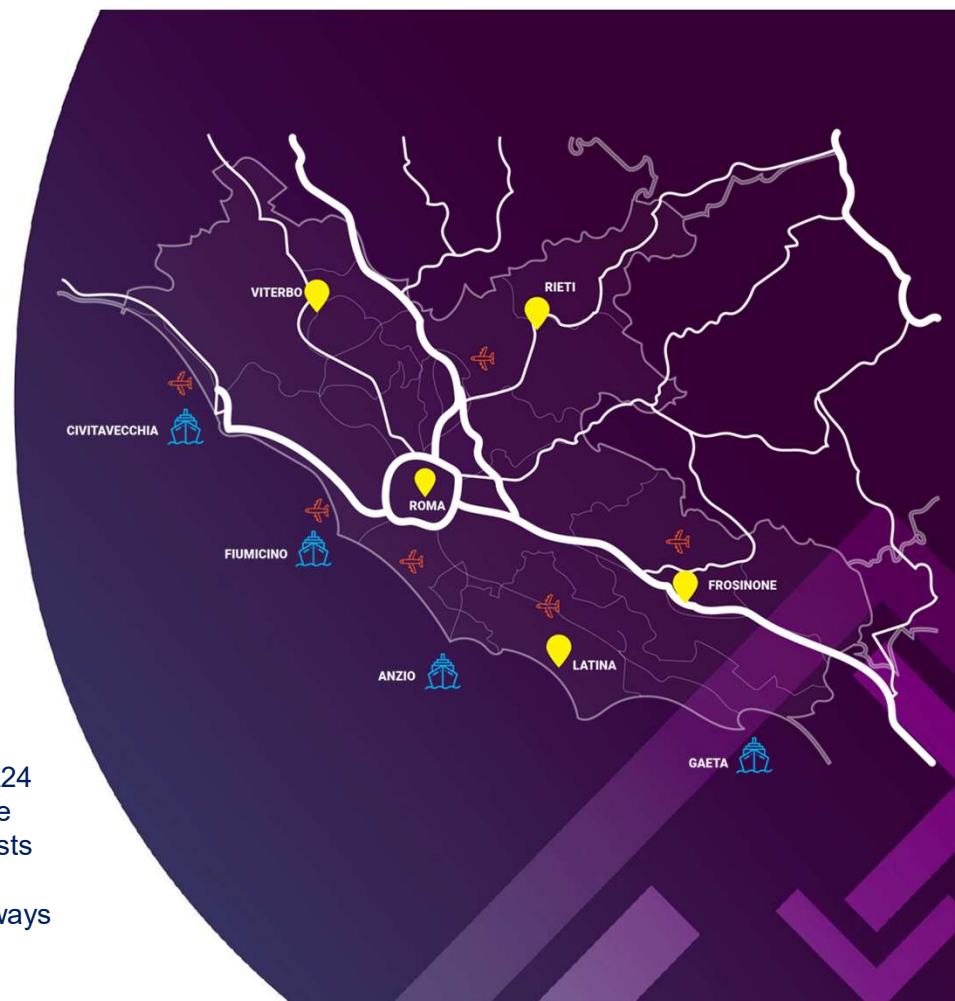 VITERBO
RIETI
CIVITAVECCHIA
ROMA
FIUMICINO
FROSINONE
ANZIO
LATINA
GAETA
24
e
sts
ways